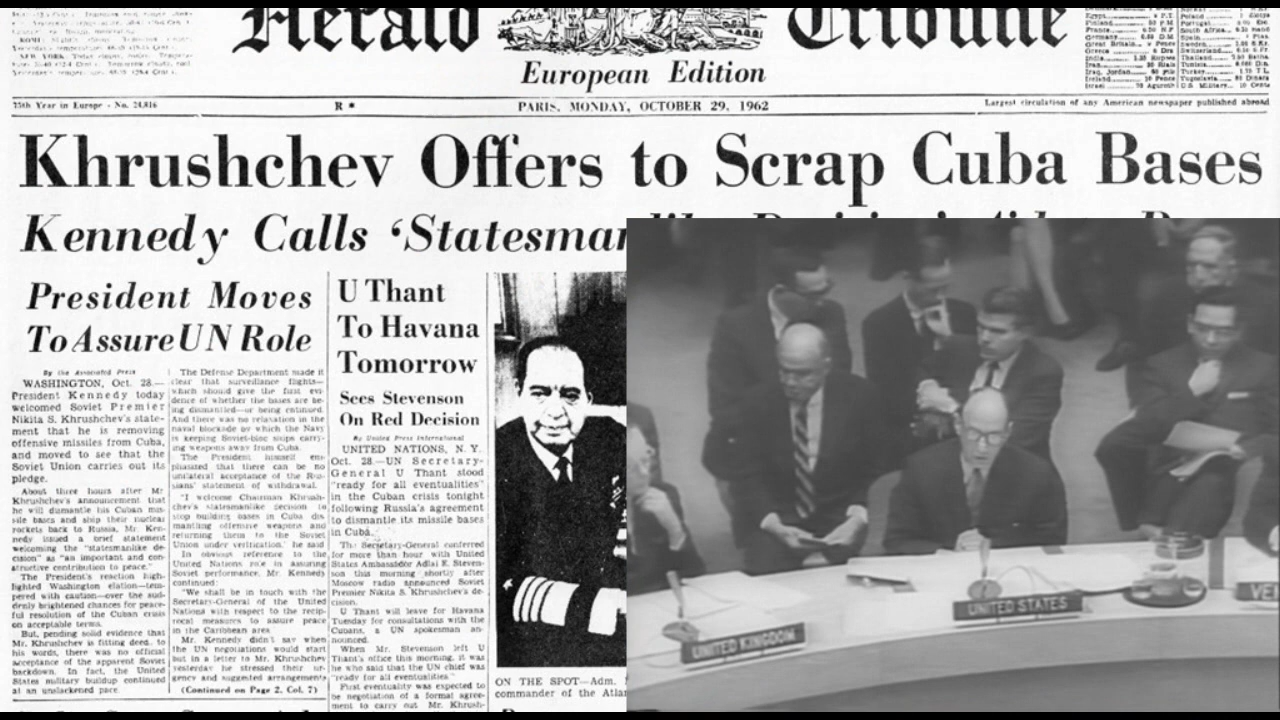 Herald Tribune
European Edition
75th Year in Europe - No. 24,816
R *
PARIS, MONDAY, OCTOBER 29, 1962
Largest circulation of any American newspaper published abroad
Khrushchev Offers to Scrap Cuba Bases
Kennedy Calls 'Statesman
President Moves
To Assure UN Role
By the Associated Press
WASHINGTON, Oct. 28.—
President Kennedy today
welcomed Soviet Premier
Nikita S. Khrushchev's state-
ment that he is removing
offensive missiles from Cuba,
and moved to see that the
Soviet Union carries out its
pledge.
About three hours after Mr.
Khrushchev's announcement that
he will dismantle his Cuban mis-
sile bases and ship their nuclear
rockets back to Russia, Mr. Ken-
nedy issued a brief statement
welcoming the "statesmanlike de-
cision" as "an important and con-
structive contribution to peace."
The President's reaction high-
lighted Washington elation—tem-
pered with caution—over the sud-
denly brightened chances for peace-
ful resolution of the Cuban crisis
on acceptable terms.
But, pending solid evidence that
Mr. Khrushchev is fitting deed, to
his words, there was no official
acceptance of the apparent Soviet
backdown. In fact, the United
States military buildup continued
at an unslackened pace.
The Defense Department made it
clear that surveillance flights—
which should give the first evi-
dence of whether the bases are be-
ing dismantled—or being continued.
And there was no relaxation in the
naval blockade by which the Navy
is keeping Soviet-bloc ships carry-
ing weapons away from Cuba.
The President himself em-
phasized that there can be no
unilateral acceptance of the Rus-
sians' statement of withdrawal.
"I welcome Chairman Khrush-
chev's statesmanlike decision to
stop building bases in Cuba, dis-
mantling offensive weapons and
returning them to the Soviet
Union under verification," he said
In obvious reference to the
United Nations role in assuring
Soviet performance, Mr. Kennedy
continued:
"We shall be in touch with the
Secretary-General of the United
Nations with respect to the recip-
rocal measures to assure peace
in the Caribbean area
Mr. Kennedy didn't say when
the UN negotiations would start
but in a letter to Mr. Khrushchev
yesterday he stressed their ur-
gency and suggested arrangements
(Continued on Page 2, Col. 7)
U Thant
To Havana
Tomorrow
Sees Stevenson
On Red Decision
By United Press International
UNITED NATIONS, N. Y.
Oct. 28.—UN Secretary-
General U Thant stood
"ready for all eventualities"
in the Cuban crisis tonight
following Russia's agreement
to dismantle its missile bases
in Cuba.
The Secretary-General conferred
for more than hour with United
States Ambassador Adlai E. Steven-
son this morning shortly after
Moscow radio announced Soviet
Premier Nikita S. Khrushchev's de-
cision.
U Thant will leave for Havana
Tuesday for consultations with the
Cubans, a UN spokesman an-
nounced.
When Mr. Stevenson left U
Thant's office this morning, it was
he who said that the UN chief was
"ready for all eventualities."
First eventuality was expected to
be negotiation of a formal agree-
ment to carry out Mr. Khrush-
ON THE SPOT—Adm.
commander of the Atlan
UNITED KINGDOM
UNITED STATES
VE